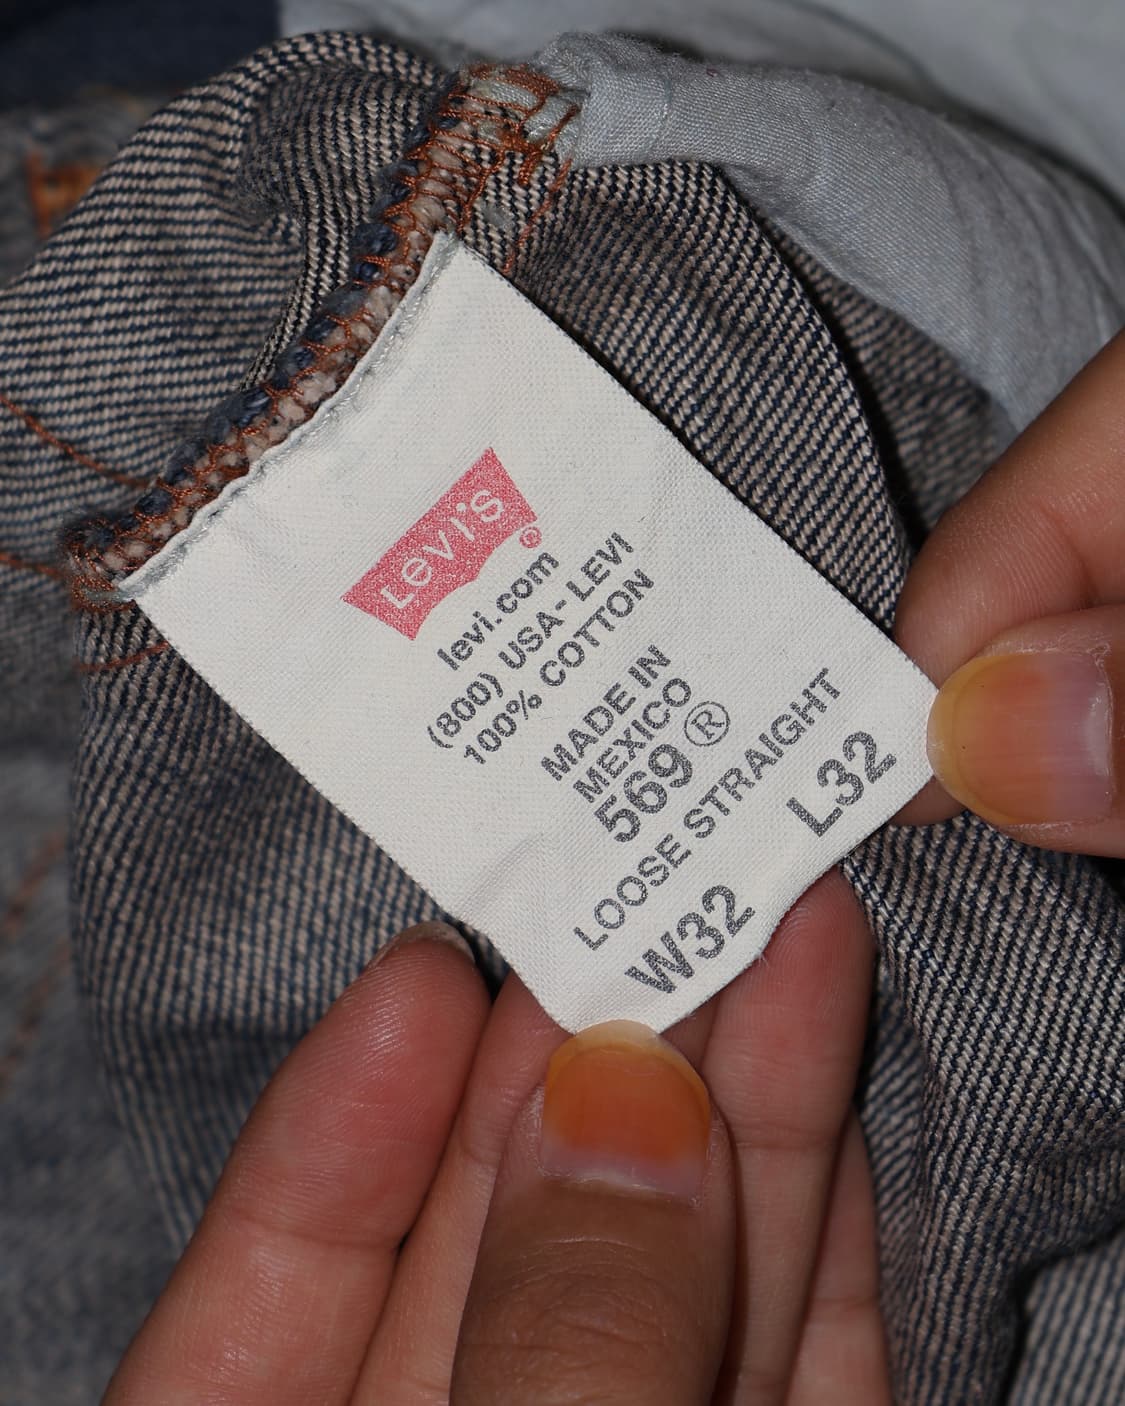 Levi's®
levi.com
(800) USA-LEVI
100% COTTON
MADE IN
MEXICO
569®
LOOSE STRAIGHT
W32 L32